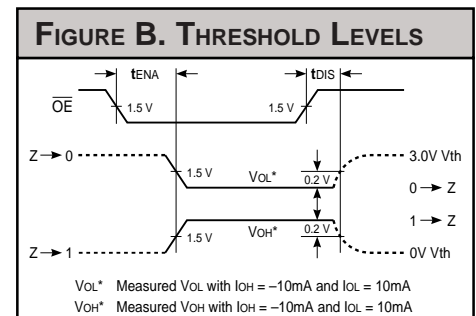 FIGURE B. THRESHOLD LEVELS
tENA tDIS
OE 1.5 V 1.5 V
Z → 0 3.0V Vth
1.5 V VOL* 0.2 V
0 → Z
1 → Z
1.5 V VOH* 0.2 V
Z → 1 0V Vth
VOL* Measured VOL with IOH = –10mA and IOL = 10mA
VOH* Measured VOH with IOH = –10mA and IOL = 10mA